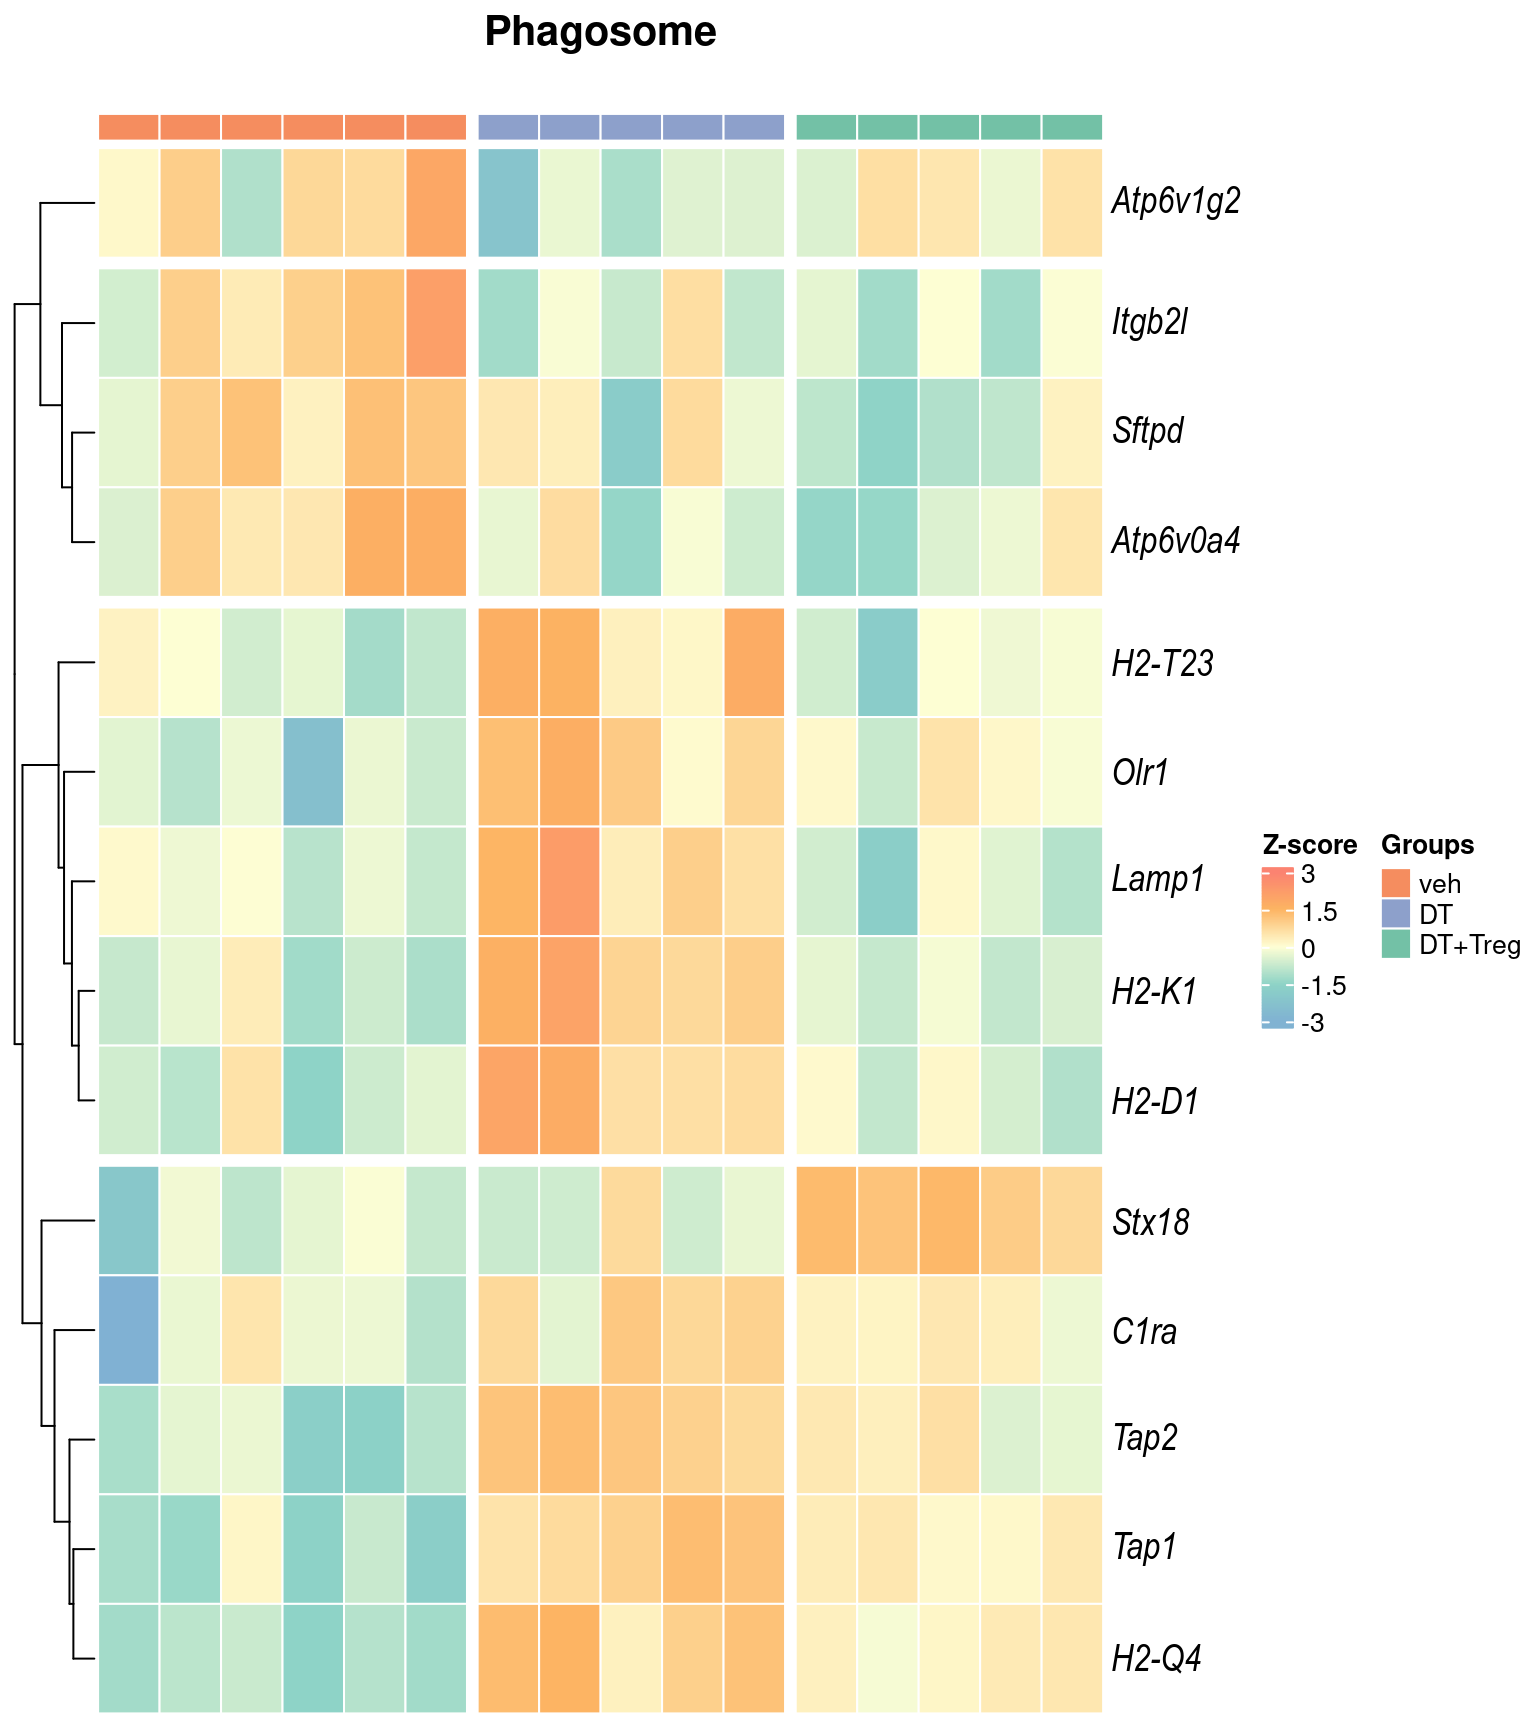 Phagosome
Atp6v1g2
Itgb2l
Sftpd
Atp6v0a4
H2-T23
Olr1
Lamp1
H2-K1
H2-D1
Stx18
C1ra
Tap2
Tap1
H2-Q4
Z-score
3
1.5
0
-1.5
-3
Groups
veh
DT
DT+Treg